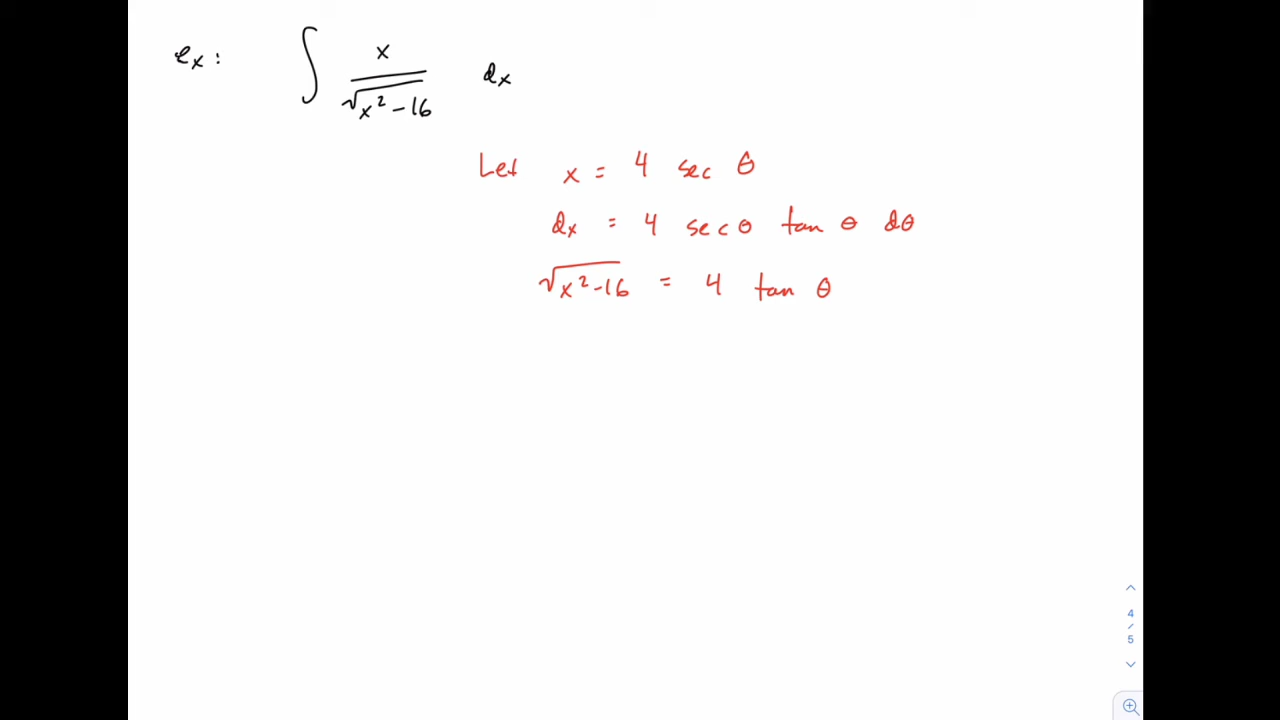 ex: ∫ x/√(x² - 16) dx
Let x = 4 sec θ
dx = 4 sec θ tan θ dθ
√(x² - 16) = 4 tan θ
4
/
5